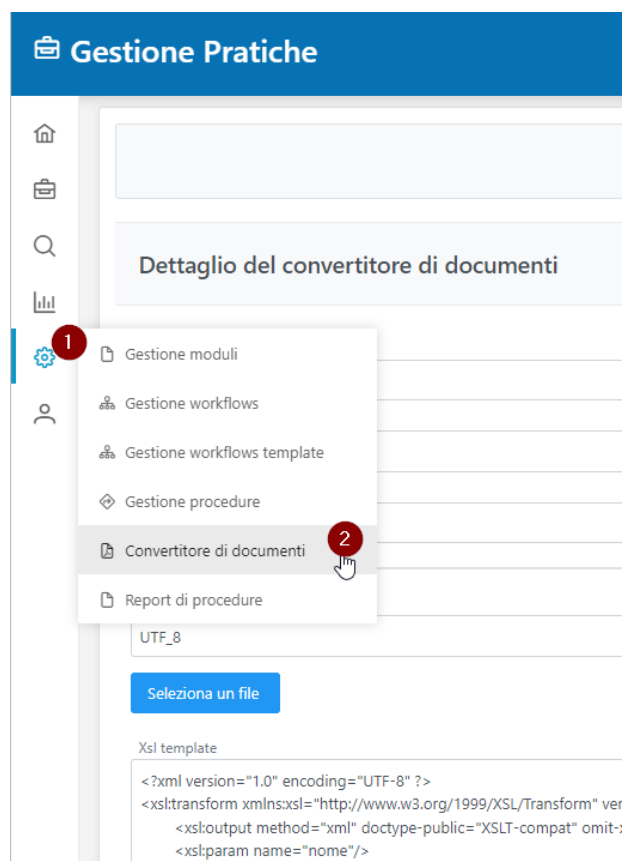 Gestione Pratiche
Dettaglio del convertitore di documenti
1
Gestione moduli
Gestione workflows
Gestione workflows template
Gestione procedure
Convertitore di documenti
2
Report di procedure
UTF_8
Seleziona un file
Xsl template
<?xml version="1.0" encoding="UTF-8" ?>
<xsl:transform xmlns:xsl="http://www.w3.org/1999/XSL/Transform" ver
<xsl:output method="xml" doctype-public="XSLT-compat" omit-x
<xsl:param name="nome"/>